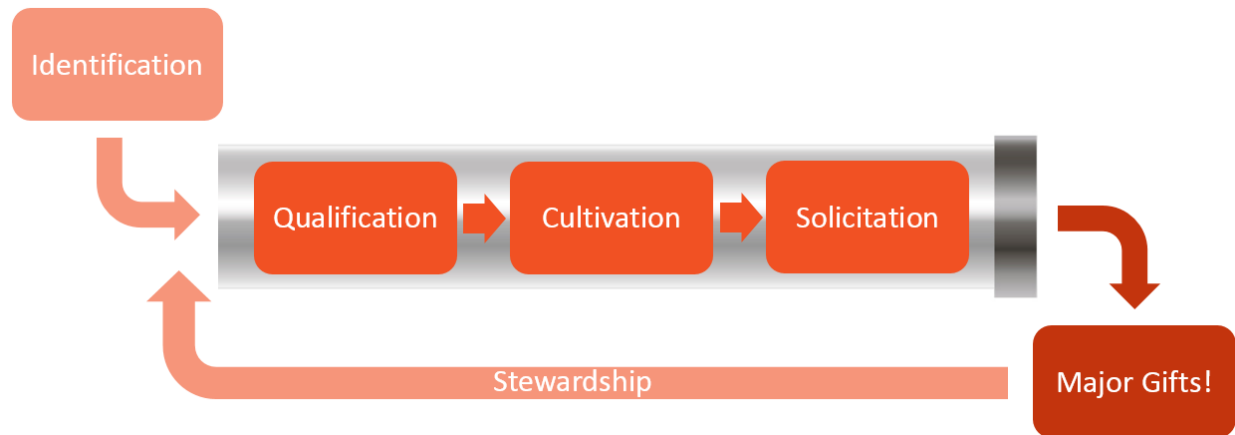 Identification
Qualification
Cultivation
Solicitation
Stewardship
Major Gifts!